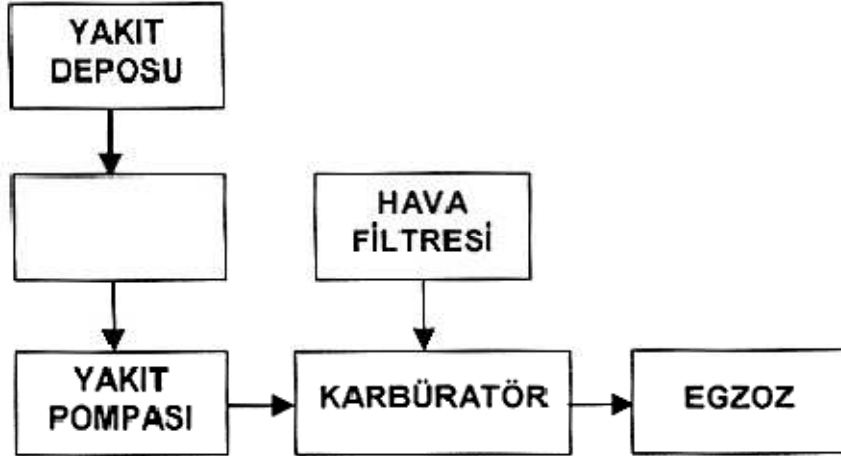 YAKIT
DEPOSU
HAVA
FİLTRESİ
YAKIT
POMPASI
KARBÜRATÖR
EGZOZ